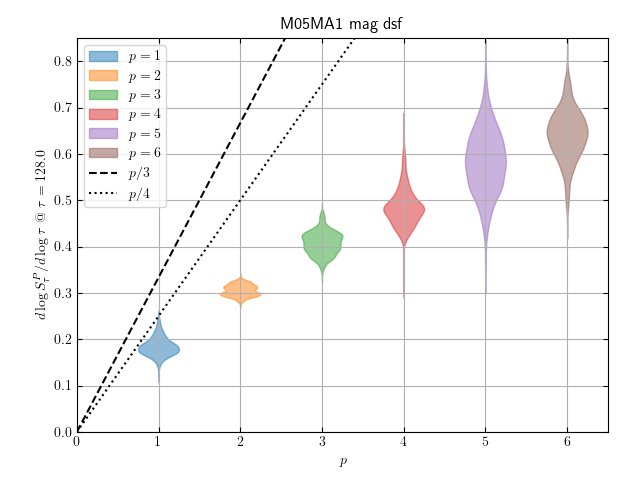 M05MA1 mag dsf
d log S_τ^P / d log τ @ τ = 128.0
0.8
0.7
0.6
0.5
0.4
0.3
0.2
0.1
0.0
p = 1
p = 2
p = 3
p = 4
p = 5
p = 6
p/3
p/4
0 1 2 3 4 5 6
p